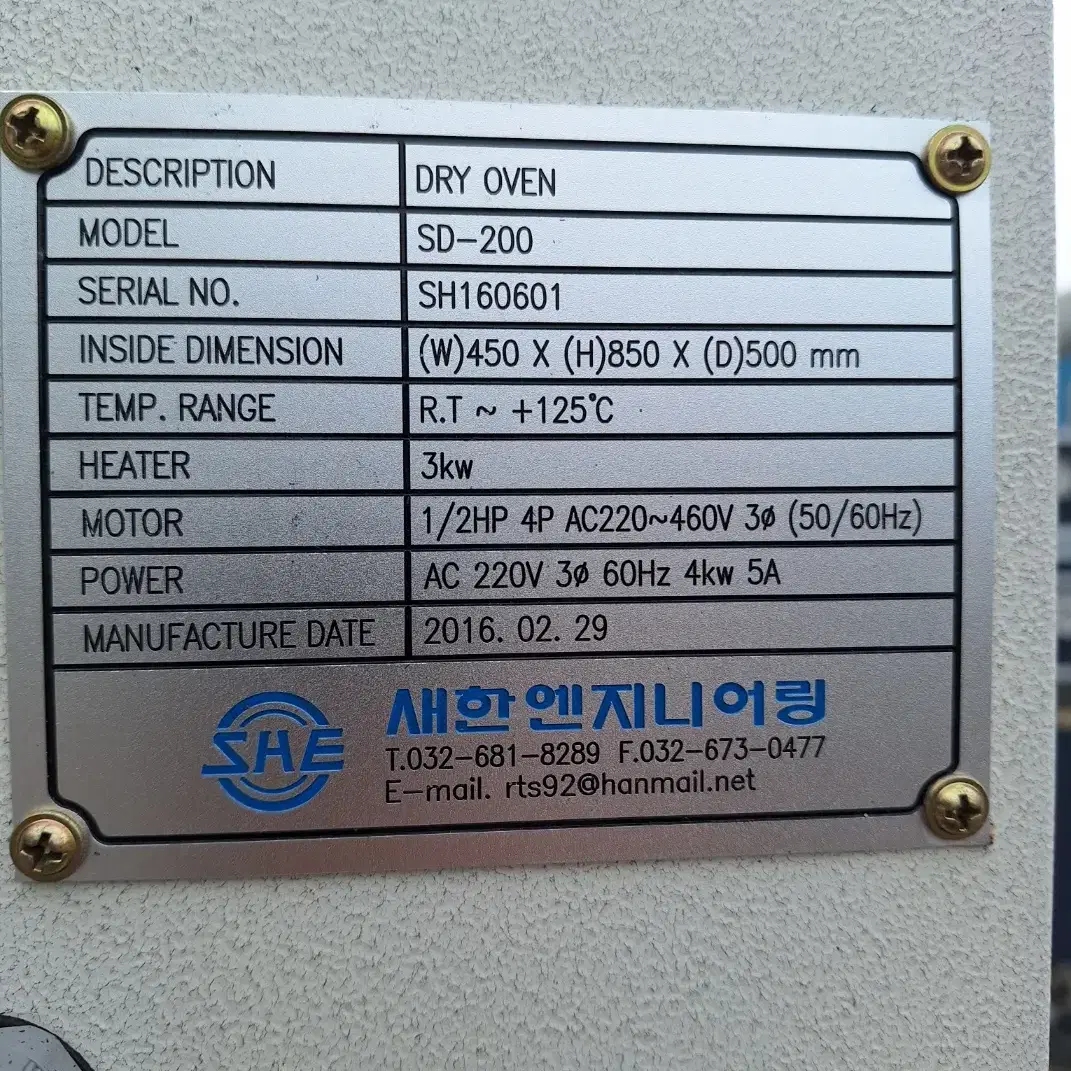 DESCRIPTION DRY OVEN
MODEL SD-200
SERIAL NO. SH160601
INSIDE DIMENSION (W)450 X (H)850 X (D)500 mm
TEMP. RANGE R.T ~ +125℃
HEATER 3kw
MOTOR 1/2HP 4P AC220~460V 3ø (50/60Hz)
POWER AC 220V 3ø 60Hz 4kw 5A
MANUFACTURE DATE 2016. 02. 29
SHE 새한엔지니어링
T.032-681-8289 F.032-673-0477
E-mail. rts92@hanmail.net